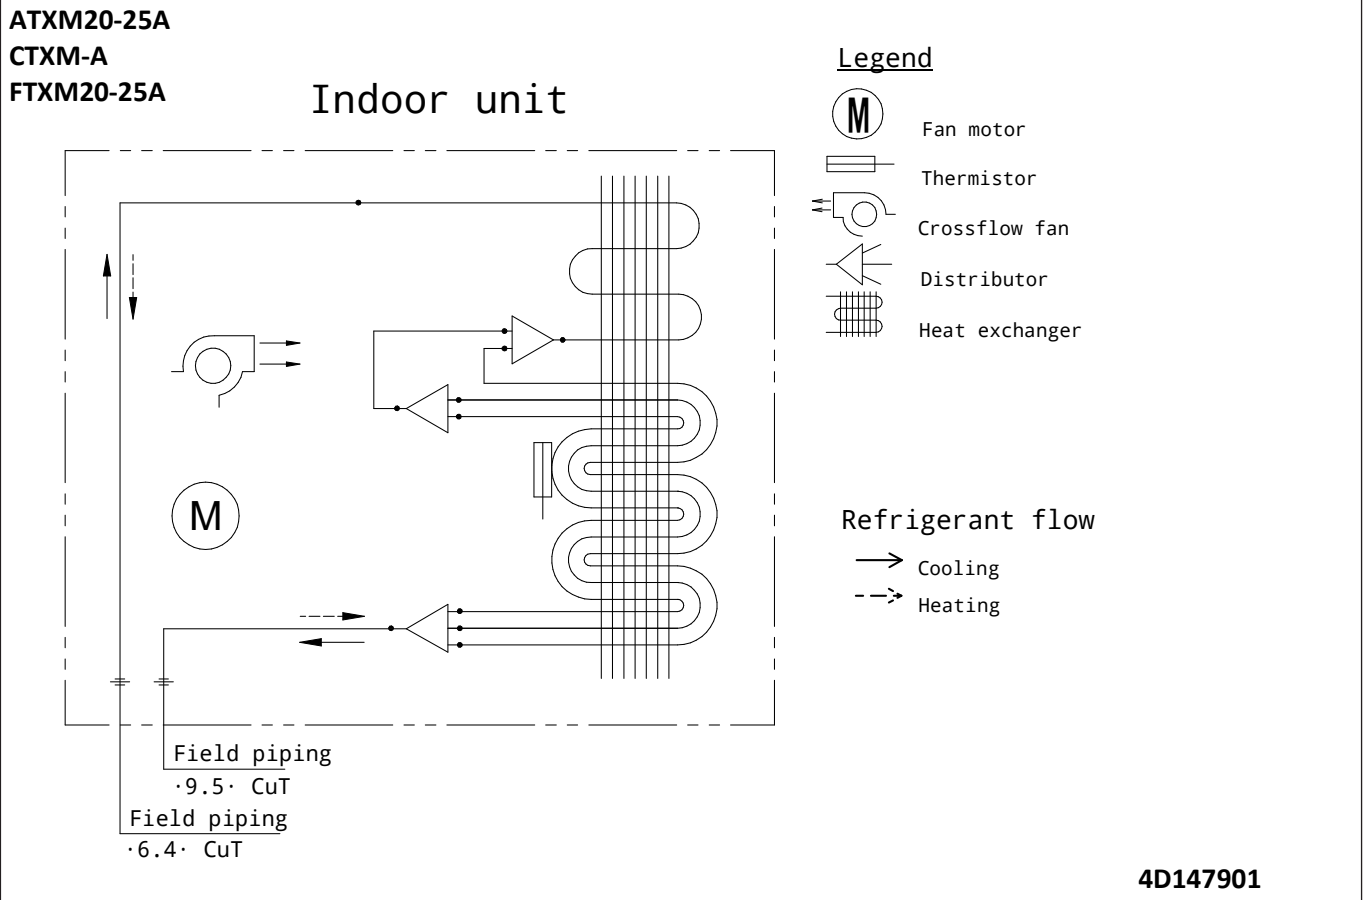 ATXM20-25A
CTXM-A
FTXM20-25A
Indoor unit
Legend
M
Fan motor
Thermistor
Crossflow fan
Distributor
Heat exchanger
M
Refrigerant flow
Cooling
Heating
Field piping
·9.5· CuT
Field piping
·6.4· CuT
4D147901